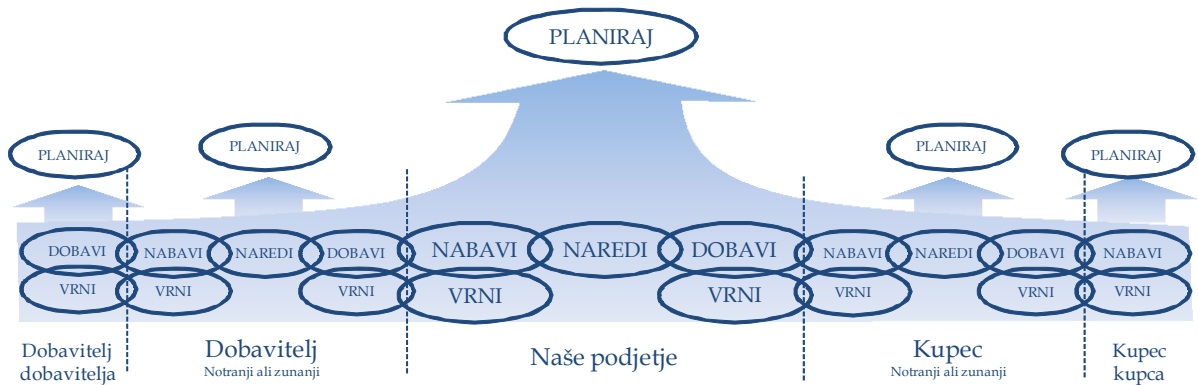 PLANIRAJ
PLANIRAJ
PLANIRAJ
PLANIRAJ
PLANIRAJ
DOBAVI NABAVI NAREDI DOBAVI NABAVI NAREDI DOBAVI NABAVI NAREDI DOBAVI NABAVI
VRNI VRNI VRNI VRNI VRNI VRNI VRNI VRNI
Dobavitelj
dobavitelja
Dobavitelj
Notranji ali zunanji
Naše podjetje
Kupec
Notranji ali zunanji
Kupec
kupca